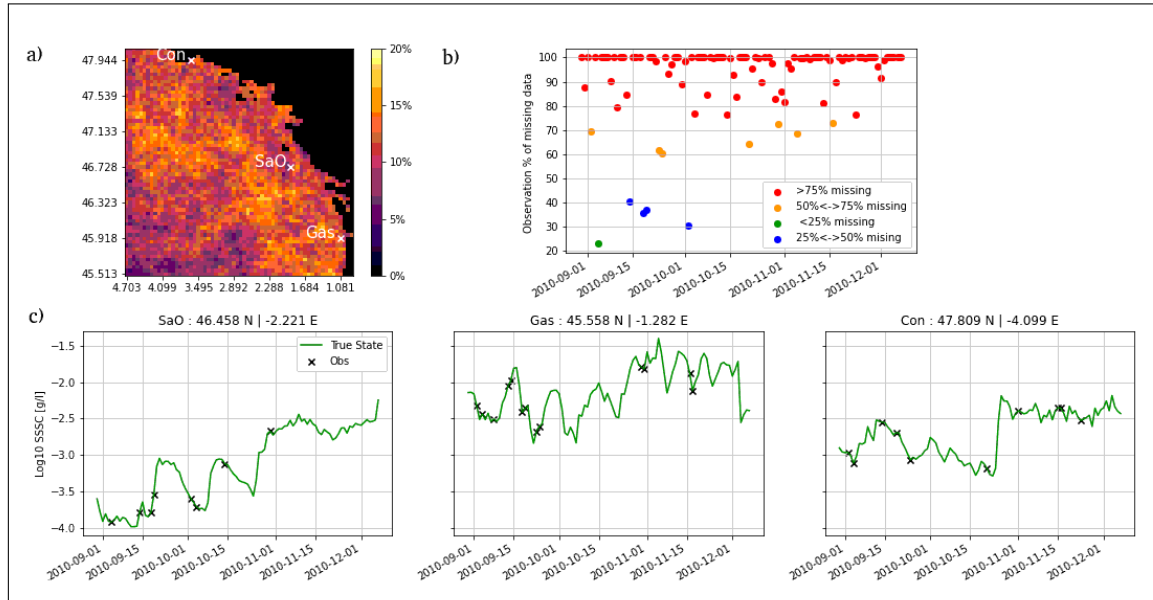 a)
Con
SaO
Gas
47.944
47.539
47.133
46.728
46.323
45.918
45.513
4.703 4.099 3.495 2.892 2.288 1.684 1.081
20%
15%
10%
5%
0%
b)
Observation % of missing data
100
90
80
70
60
50
40
30
20
>75% missing
50%<->75% missing
<25% missing
25%<->50% mising
2010-09-01 2010-09-15 2010-10-01 2010-10-15 2010-11-01 2010-11-15 2010-12-01
c)
SaO : 46.458 N | -2.221 E
Gas : 45.558 N | -1.282 E
Con : 47.809 N | -4.099 E
Log10 SSSC [g/l]
−1.5
−2.0
−2.5
−3.0
−3.5
−4.0
True State
Obs
2010-09-01 2010-09-15 2010-10-01 2010-10-15 2010-11-01 2010-11-15 2010-12-01
2010-09-01 2010-09-15 2010-10-01 2010-10-15 2010-11-01 2010-11-15 2010-12-01
2010-09-01 2010-09-15 2010-10-01 2010-10-15 2010-11-01 2010-11-15 2010-12-01